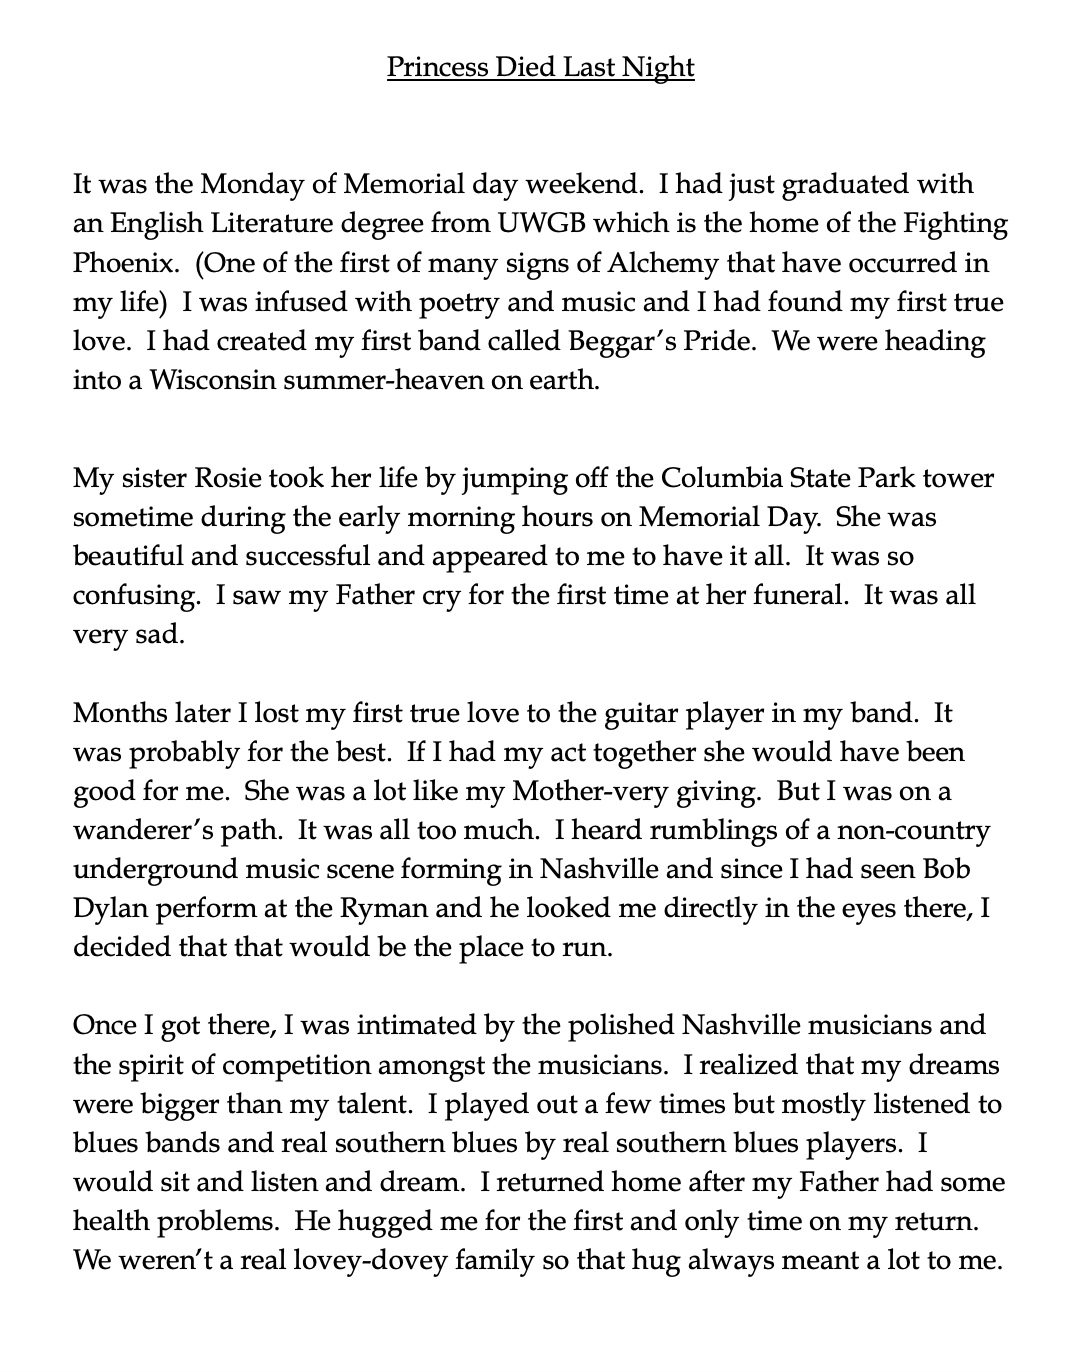 Princess Died Last Night
It was the Monday of Memorial day weekend.  I had just graduated with
an English Literature degree from UWGB which is the home of the Fighting
Phoenix.  (One of the first of many signs of Alchemy that have occurred in
my life)  I was infused with poetry and music and I had found my first true
love.  I had created my first band called Beggar’s Pride.  We were heading
into a Wisconsin summer-heaven on earth.
My sister Rosie took her life by jumping off the Columbia State Park tower
sometime during the early morning hours on Memorial Day.  She was
beautiful and successful and appeared to me to have it all.  It was so
confusing.  I saw my Father cry for the first time at her funeral.  It was all
very sad.
Months later I lost my first true love to the guitar player in my band.  It
was probably for the best.  If I had my act together she would have been
good for me.  She was a lot like my Mother-very giving.  But I was on a
wanderer’s path.  It was all too much.  I heard rumblings of a non-country
underground music scene forming in Nashville and since I had seen Bob
Dylan perform at the Ryman and he looked me directly in the eyes there, I
decided that that would be the place to run.
Once I got there, I was intimated by the polished Nashville musicians and
the spirit of competition amongst the musicians.  I realized that my dreams
were bigger than my talent.  I played out a few times but mostly listened to
blues bands and real southern blues by real southern blues players.  I
would sit and listen and dream.  I returned home after my Father had some
health problems.  He hugged me for the first and only time on my return.
We weren’t a real lovey-dovey family so that hug always meant a lot to me.